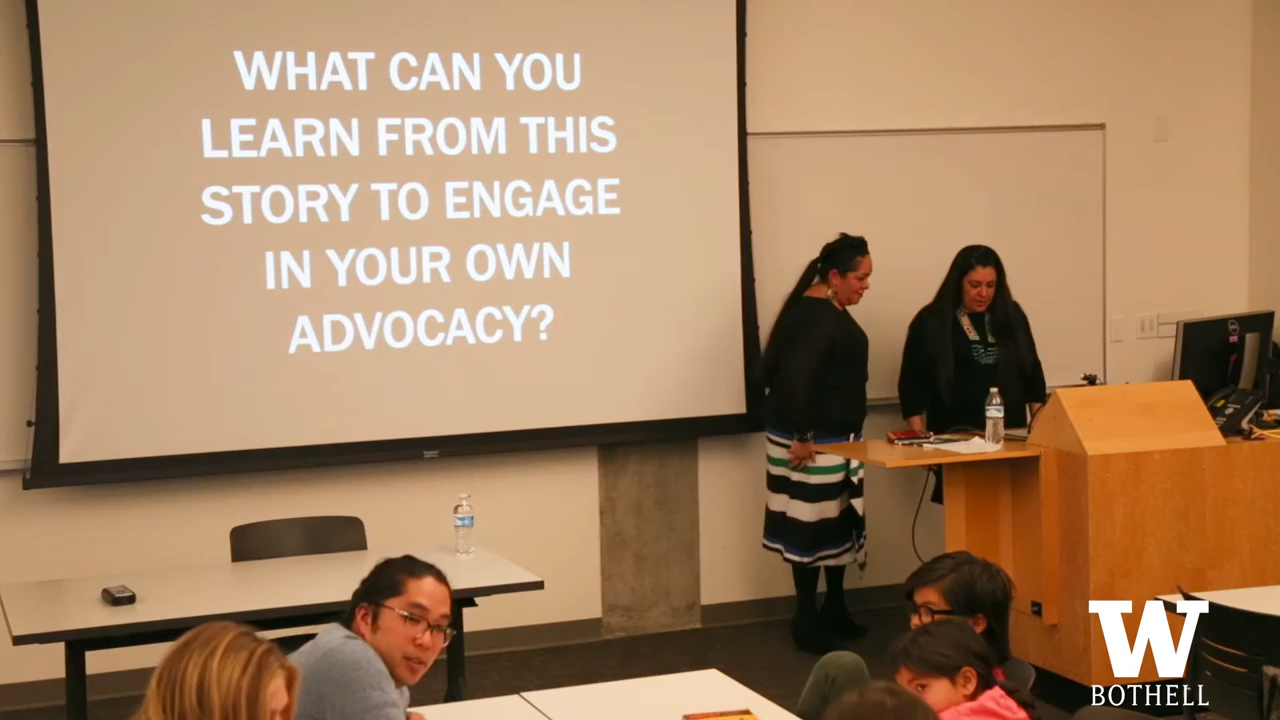 WHAT CAN YOU
LEARN FROM THIS
STORY TO ENGAGE
IN YOUR OWN
ADVOCACY?
W
BOTHELL